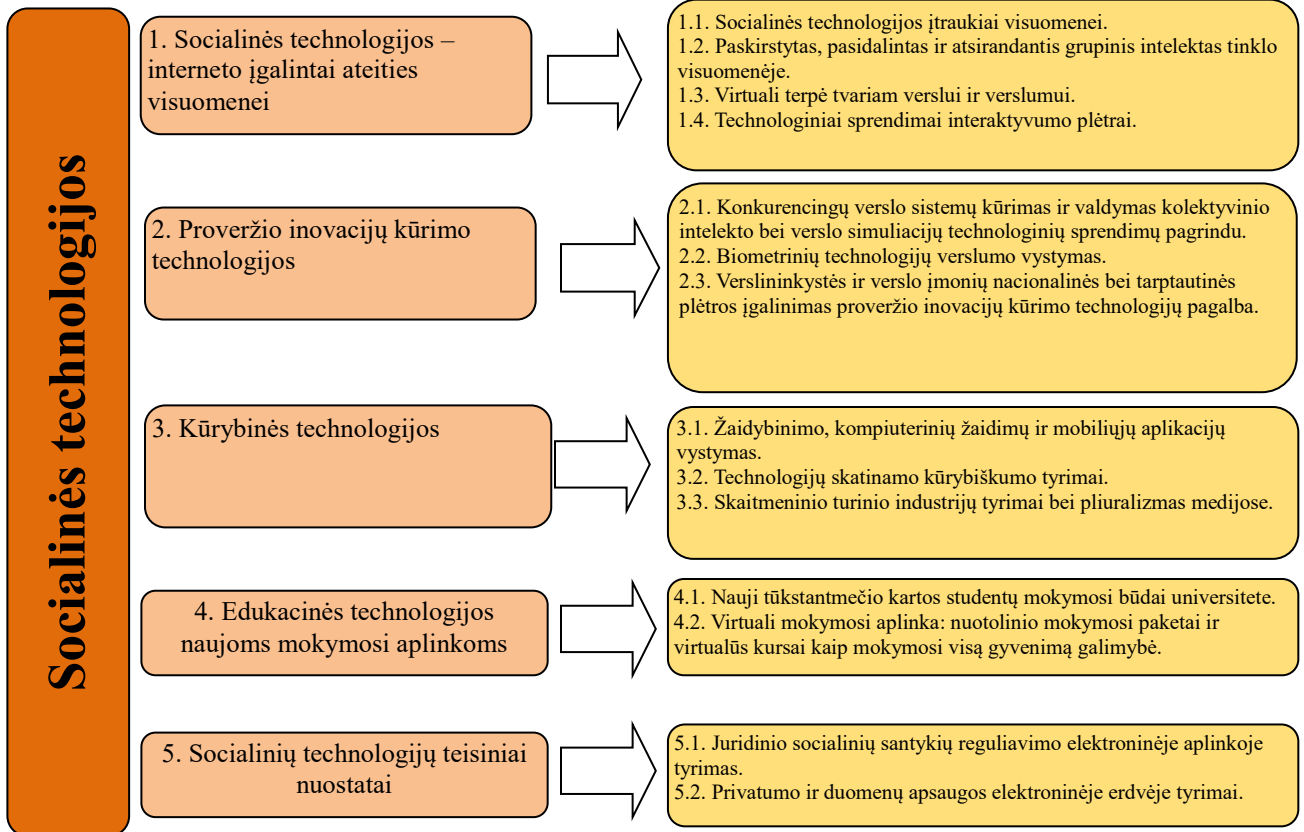 Socialinės technologijos
1. Socialinės technologijos –
interneto įgalintai ateities
visuomenei
1.1. Socialinės technologijos įtraukiai visuomenei.
1.2. Paskirstytas, pasidalintas ir atsirandantis grupinis intelektas tinklo
visuomenėje.
1.3. Virtuali terpė tvariam verslui ir verslumui.
1.4. Technologiniai sprendimai interaktyvumo plėtrai.
2. Proveržio inovacijų kūrimo
technologijos
2.1. Konkurencingų verslo sistemų kūrimas ir valdymas kolektyvinio
intelekto bei verslo simuliacijų technologinių sprendimų pagrindu.
2.2. Biometrinių technologijų verslumo vystymas.
2.3. Verslininkystės ir verslo įmonių nacionalinės bei tarptautinės
plėtros įgalinimas proveržio inovacijų kūrimo technologijų pagalba.
3. Kūrybinės technologijos
3.1. Žaidybinimo, kompiuterinių žaidimų ir mobiliųjų aplikacijų
vystymas.
3.2. Technologijų skatinamo kūrybiškumo tyrimai.
3.3. Skaitmeninio turinio industrijų tyrimai bei pliuralizmas medijose.
4. Edukacinės technologijos
naujoms mokymosi aplinkoms
4.1. Nauji tūkstantmečio kartos studentų mokymosi būdai universitete.
4.2. Virtuali mokymosi aplinka: nuotolinio mokymosi paketai ir
virtualūs kursai kaip mokymosi visą gyvenimą galimybė.
5. Socialinių technologijų teisiniai
nuostatai
5.1. Juridinio socialinių santykių reguliavimo elektroninėje aplinkoje
tyrimas.
5.2. Privatumo ir duomenų apsaugos elektroninėje erdvėje tyrimai.